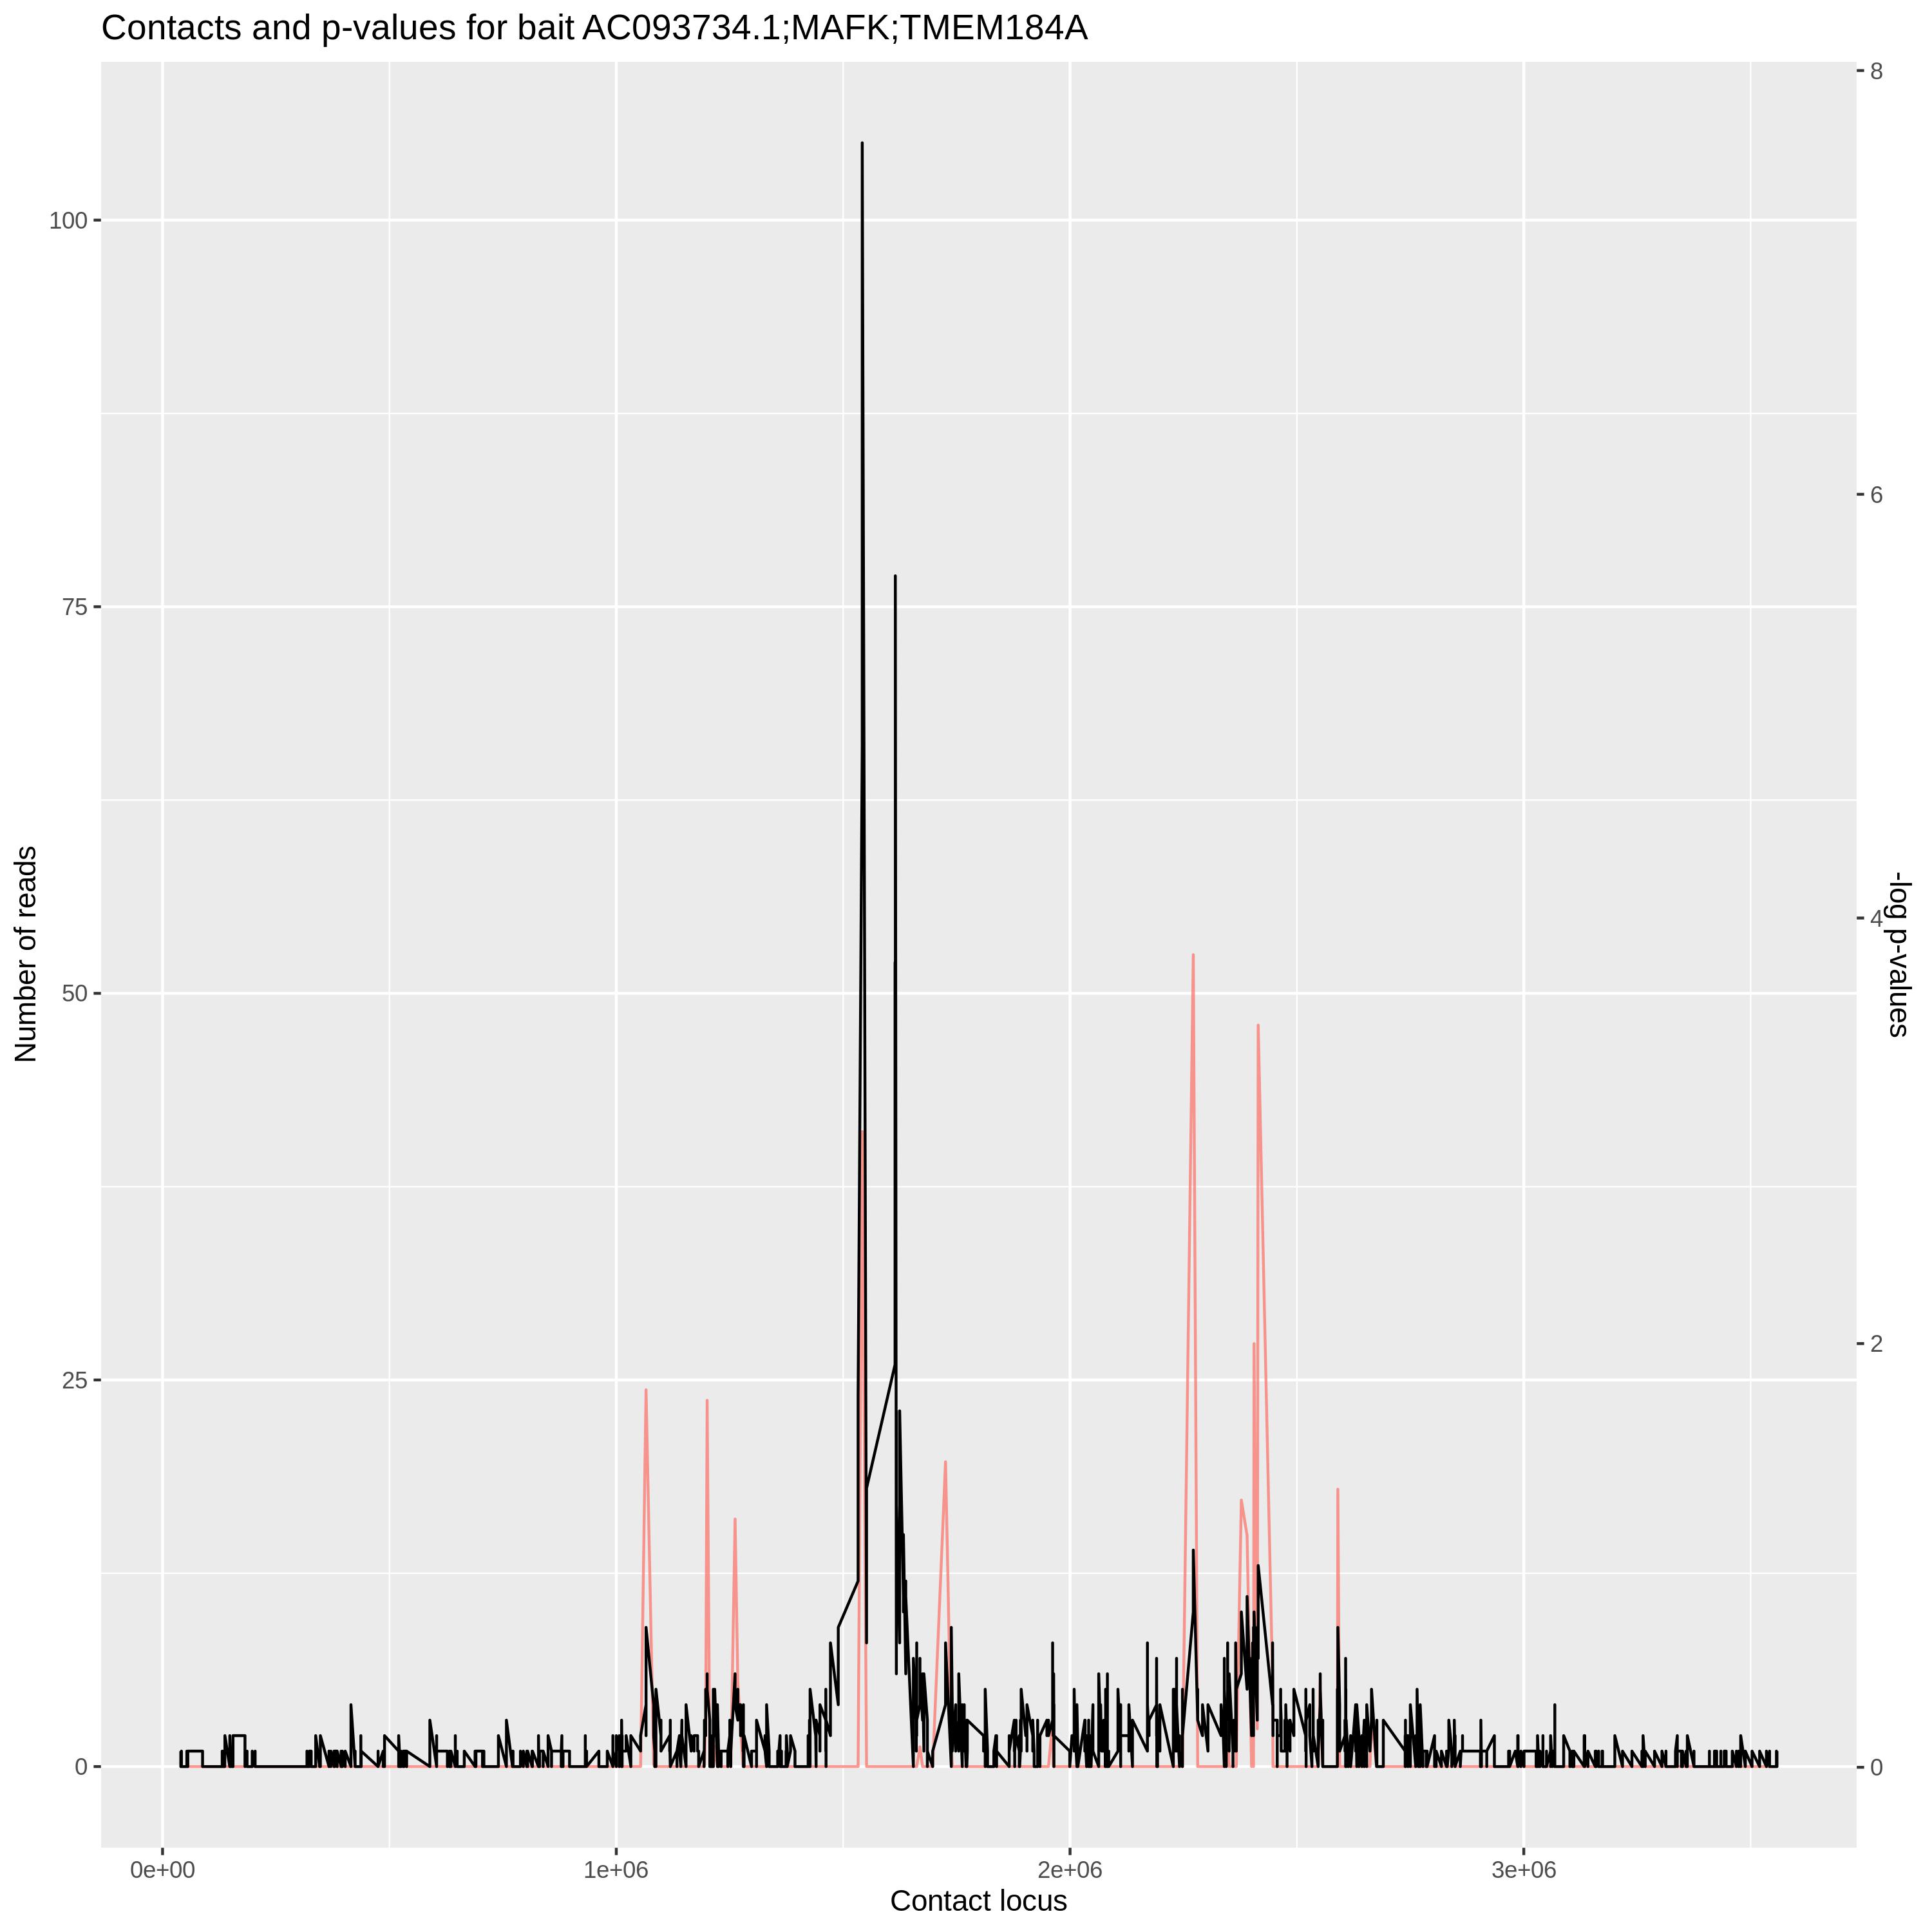 Contacts and p-values for bait AC093734.1;MAFK;TMEM184A
8
100
6
75
4
Number of reads
-log p-values
50
2
25
0
0
0e+00
1e+06
2e+06
3e+06
Contact locus